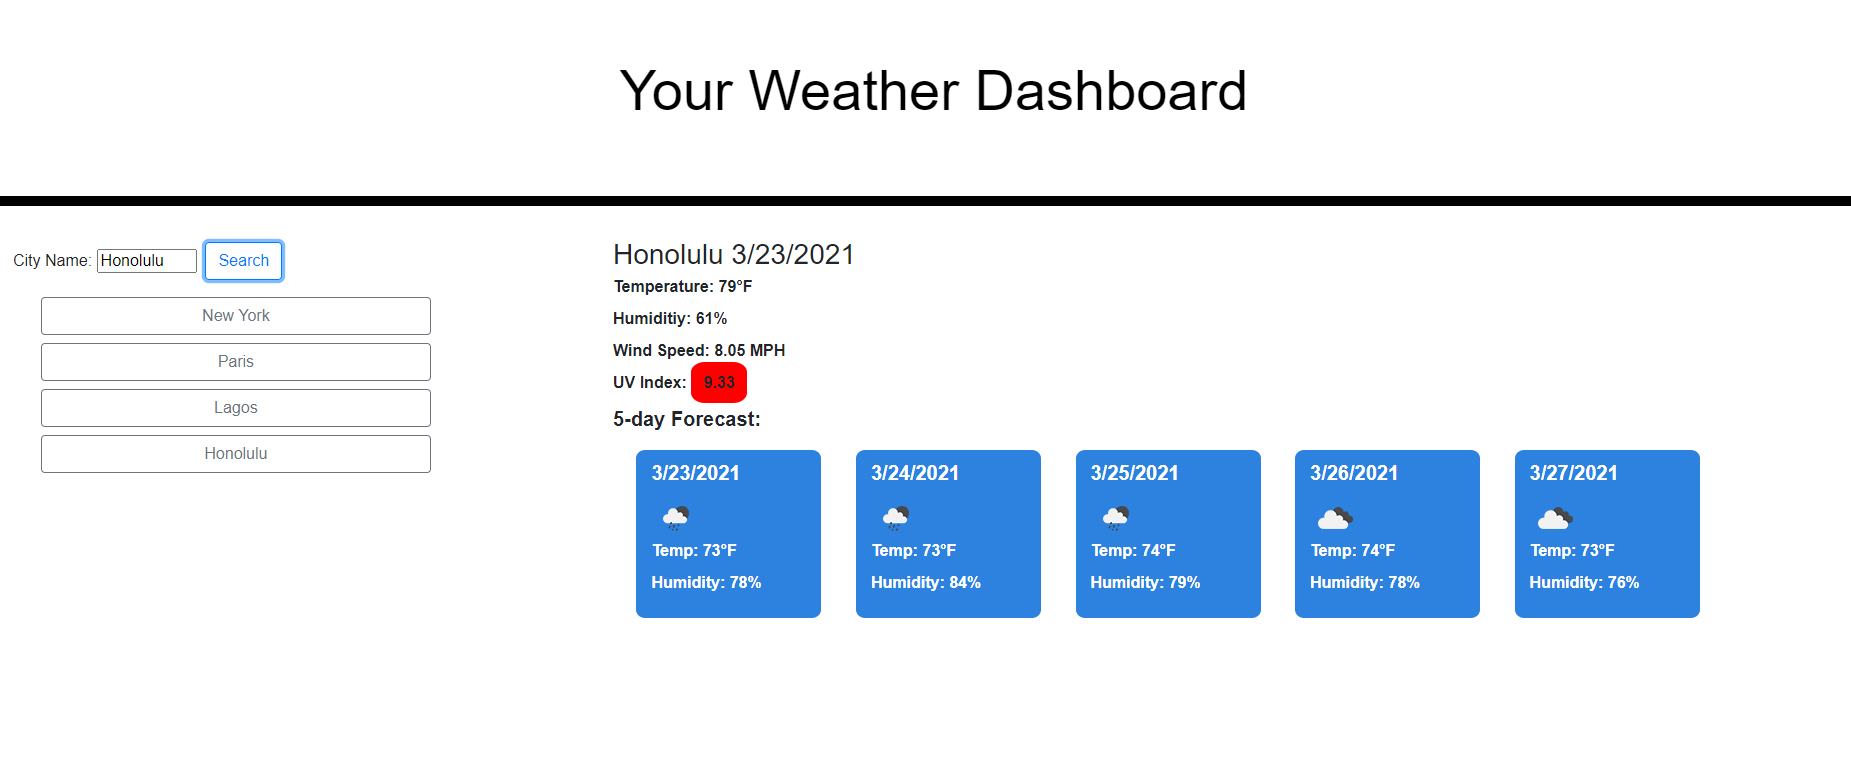 Your Weather Dashboard
City Name: Honolulu Search
New York
Paris
Lagos
Honolulu
Honolulu 3/23/2021
Temperature: 79°F
Humiditiy: 61%
Wind Speed: 8.05 MPH
UV Index: 9.33
5-day Forecast:
3/23/2021
Temp: 73°F
Humidity: 78%
3/24/2021
Temp: 73°F
Humidity: 84%
3/25/2021
Temp: 74°F
Humidity: 79%
3/26/2021
Temp: 74°F
Humidity: 78%
3/27/2021
Temp: 73°F
Humidity: 76%